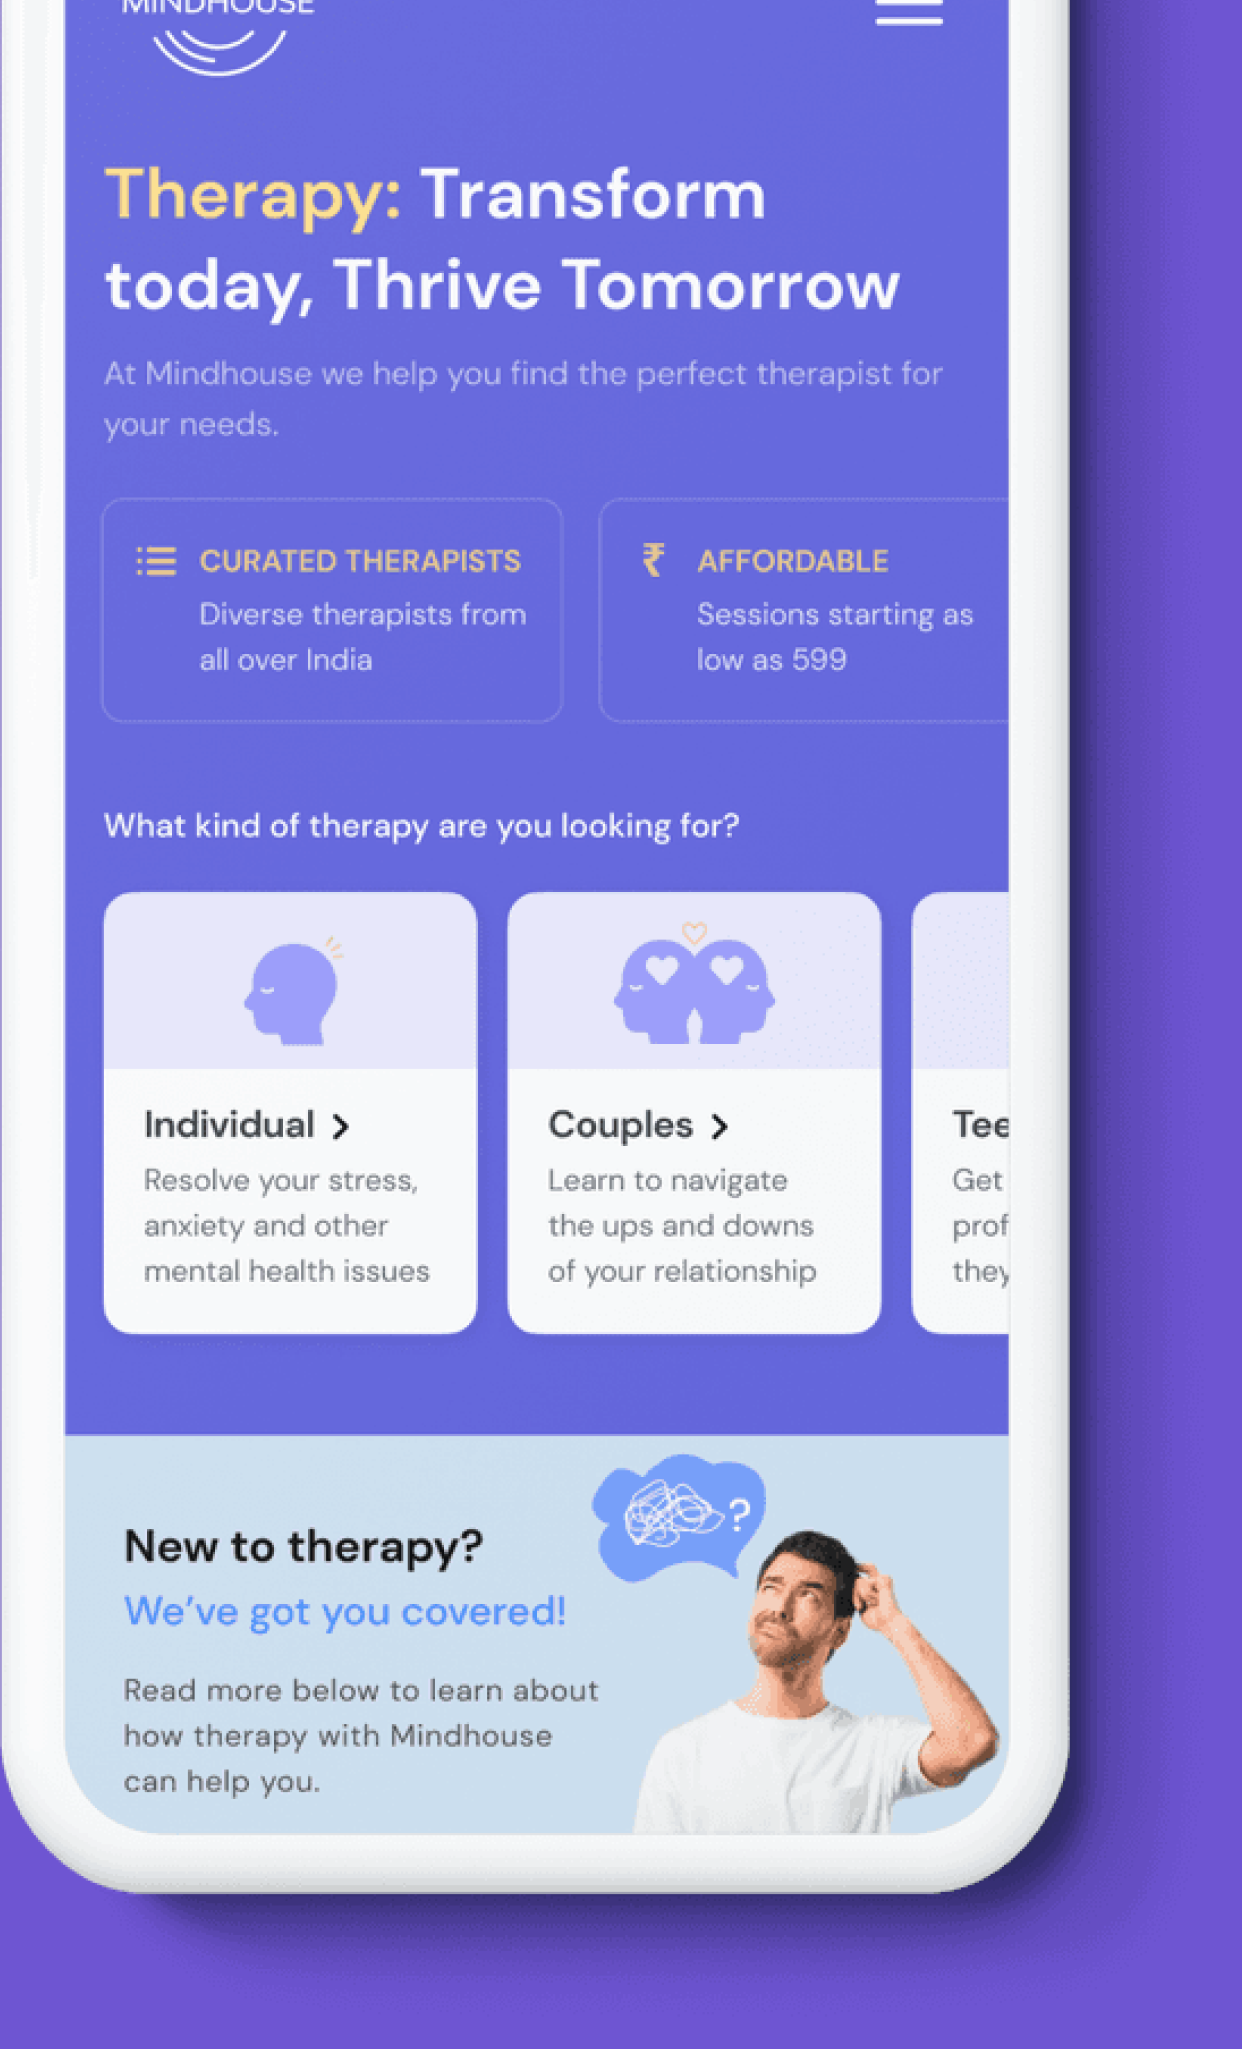 MINDHOUSE
Therapy: Transform
today, Thrive Tomorrow
At Mindhouse we help you find the perfect therapist for
your needs.
CURATED THERAPISTS
Diverse therapists from
all over India
₹ AFFORDABLE
Sessions starting as
low as 599
What kind of therapy are you looking for?
Individual >
Resolve your stress,
anxiety and other
mental health issues
Couples >
Learn to navigate
the ups and downs
of your relationship
Tee
Get
prof
they
?
New to therapy?
We’ve got you covered!
Read more below to learn about
how therapy with Mindhouse
can help you.